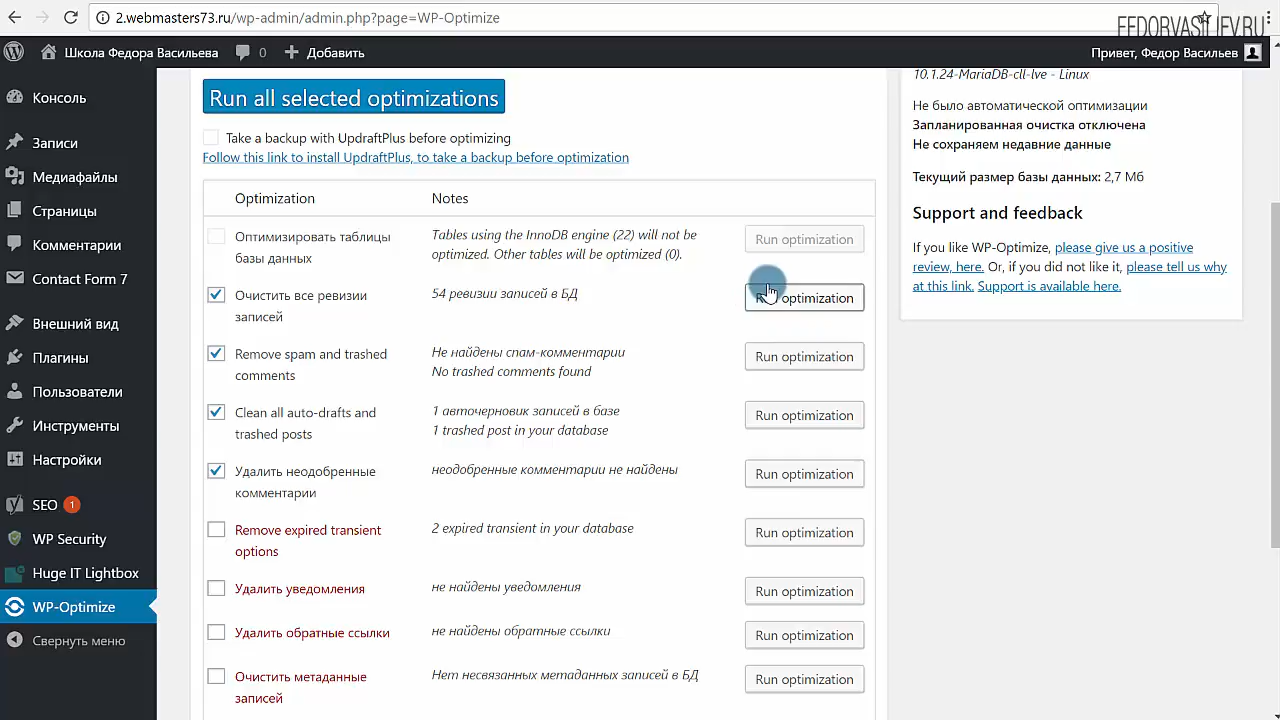 2.webmasters73.ru/wp-admin/admin.php?page=WP-Optimize
FEDORVASILIEV.RU
Школа Федора Васильева
0
Добавить
Привет, Федор Васильев
Консоль
Записи
Медиафайлы
Страницы
Комментарии
Contact Form 7
Внешний вид
Плагины
Пользователи
Инструменты
Настройки
SEO 1
WP Security
Huge IT Lightbox
WP-Optimize
Свернуть меню
Run all selected optimizations
Take a backup with UpdraftPlus before optimizing
Follow this link to install UpdraftPlus, to take a backup before optimization
Optimization
Notes
Оптимизировать таблицы
базы данных
Tables using the InnoDB engine (22) will not be
optimized. Other tables will be optimized (0).
Run optimization
Очистить все ревизии
записей
54 ревизии записей в БД
Run optimization
Remove spam and trashed
comments
Не найдены спам-комментарии
No trashed comments found
Run optimization
Clean all auto-drafts and
trashed posts
1 авточерновик записей в базе
1 trashed post in your database
Run optimization
Удалить неодобренные
комментарии
неодобренные комментарии не найдены
Run optimization
Remove expired transient
options
2 expired transient in your database
Run optimization
Удалить уведомления
не найдены уведомления
Run optimization
Удалить обратные ссылки
не найдены обратные ссылки
Run optimization
Очистить метаданные
записей
Нет несвязанных метаданных записей в БД
Run optimization
10.1.24-MariaDB-cll-lve - Linux
Не было автоматической оптимизации
Запланированная очистка отключена
Не сохраняем недавние данные
Текущий размер базы данных: 2,7 Мб
Support and feedback
If you like WP-Optimize, please give us a positive
review, here. Or, if you did not like it, please tell us why
at this link. Support is available here.